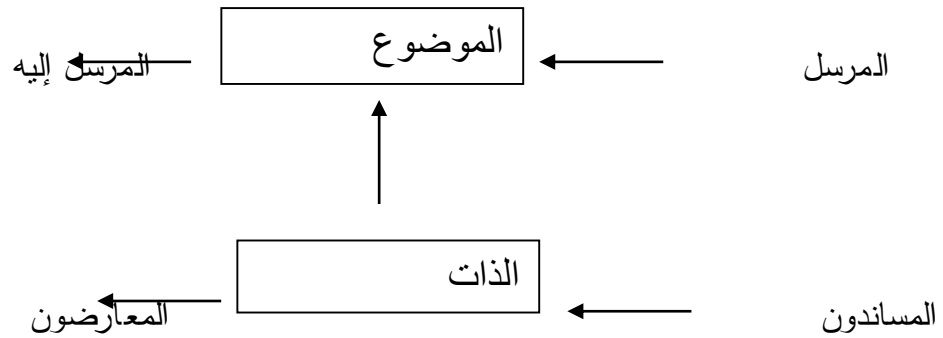 الموضوع
المرسل
المرسل إليه
الذات
المساندون
المعارضون